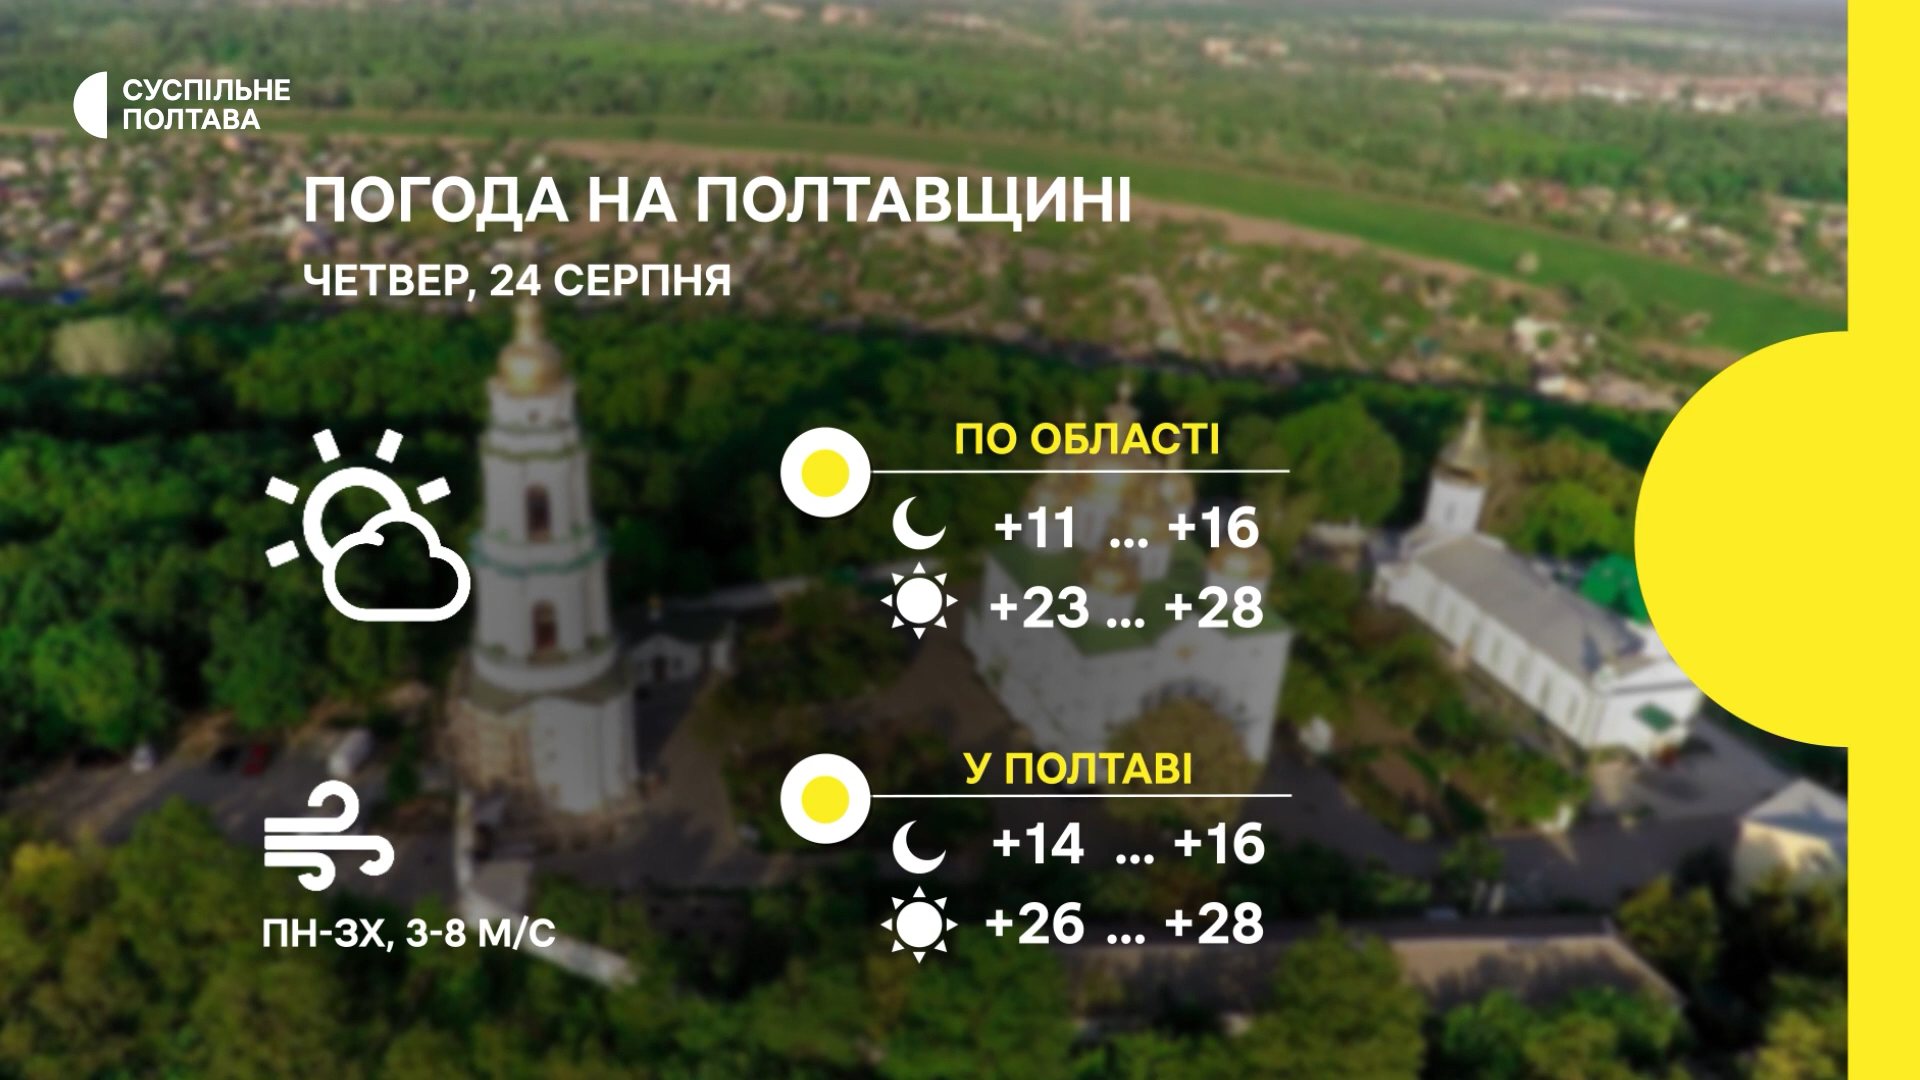 СУСПІЛЬНЕ
ПОЛТАВА
ПОГОДА НА ПОЛТАВЩИНІ
ЧЕТВЕР, 24 СЕРПНЯ
ПО ОБЛАСТІ
+11 ... +16
+23 ... +28
У ПОЛТАВІ
+14 ... +16
+26 ... +28
ПН-ЗХ, 3-8 М/С